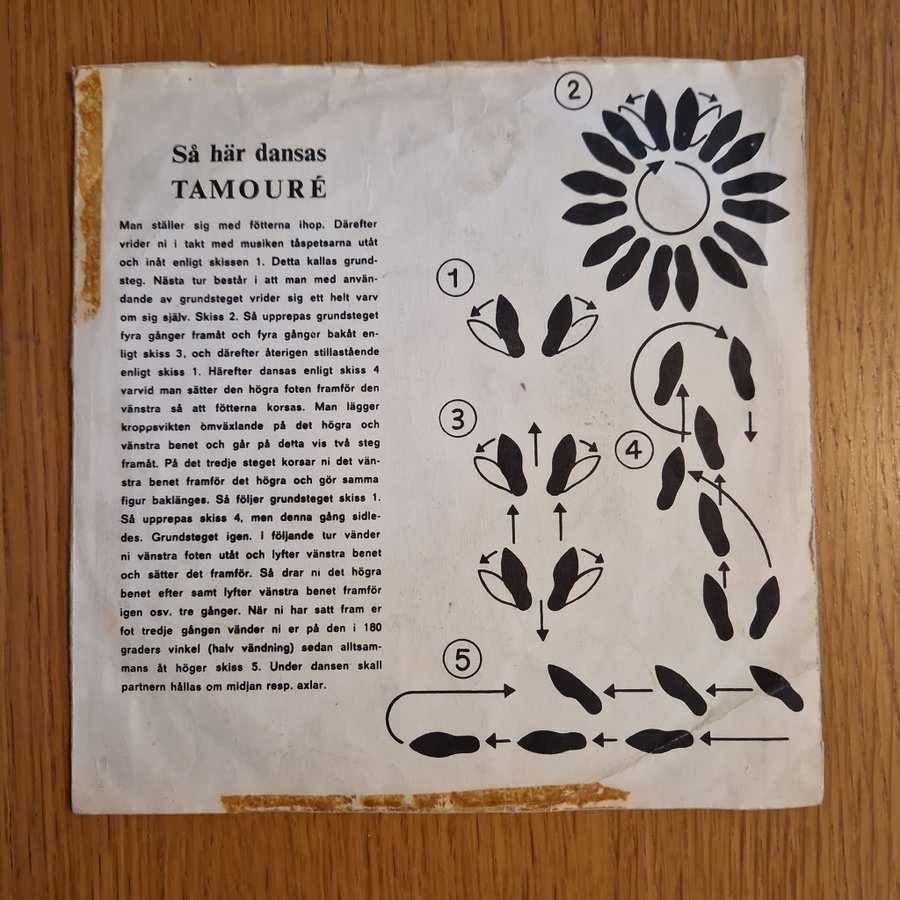 Så här dansas
TAMOURÉ
Man ställer sig med fötterna ihop. Därefter
vrider ni i takt med musiken tåspetsarna utåt
och inåt enligt skissen 1. Detta kallas grund-
steg. Nästa tur består i att man med använ-
dande av grundsteget vrider sig ett helt varv
om sig själv. Skiss 2. Så upprepas grundsteget
fyra gånger framåt och fyra gånger bakåt en-
ligt skiss 3, och därefter återigen stillastående
enligt skiss 1. Härefter dansas enligt skiss 4
varvid man sätter den högra foten framför den
vänstra så att fötterna korsas. Man lägger
kroppsvikten omväxlande på det högra och
vänstra benet och går på detta vis två steg
framåt. På det tredje steget korsar ni det vän-
stra benet framför det högra och gör samma
figur baklänges. Så följer grundsteget skiss 1.
Så upprepas skiss 4, men denna gång sidle-
des. Grundsteget igen. I följande tur vänder
ni vänstra foten utåt och lyfter vänstra benet
och sätter det framför. Så drar ni det högra
benet efter samt lyfter vänstra benet framför
igen osv. tre gånger. När ni har satt fram er
fot tredje gången vänder ni er på den i 180
graders vinkel (halv vändning) sedan alltsam-
mans åt höger skiss 5. Under dansen skall
partnern hållas om midjan resp. axlar.
2
1
3
4
5